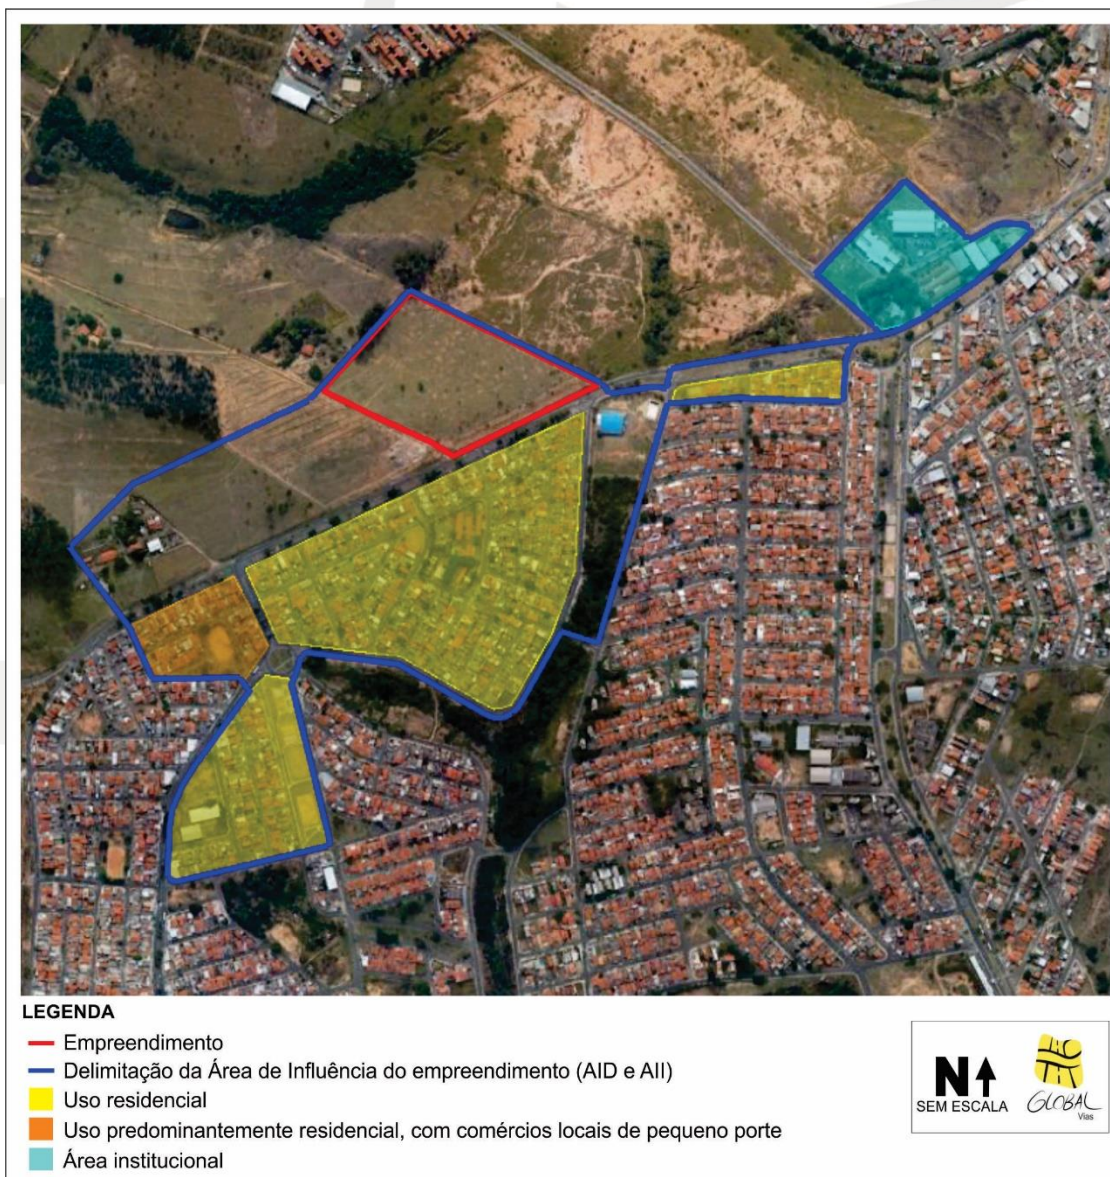 LEGENDA
Empreendimento
Delimitação da Área de Influência do empreendimento (AID e AII)
Uso residencial
Uso predominantemente residencial, com comércios locais de pequeno porte
Área institucional
N
SEM ESCALA
GLOBAL
Vias